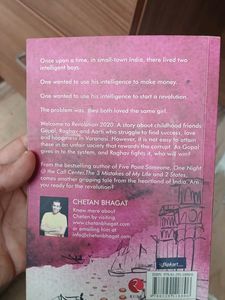 Once upon a time, in small-town India, there lived two
intelligent boys.
One wanted to use his intelligence to make money.
One wanted to use his intelligence to start a revolution.
The problem was, they both loved the same girl.
Welcome to Revolution 2020. A story about childhood friends
Gopal, Raghav and Aarti who struggle to find success, love
and happiness in Varanasi. However, it is not easy to attain
these in an unfair society that rewards the corrupt. As Gopal
gives in to the system, and Raghav fights it, who will win?
From the bestselling author of Five Point Someone, One Night
@ the Call Center, The 3 Mistakes of My Life and 2 States,
comes another gripping tale from the heartland of India. Are
you ready for the revolution?
CHETAN BHAGAT
Know more about
Chetan by visiting
www.chetanbhagat.com
or emailing him at
info@chetanbhagat.com
flipkart